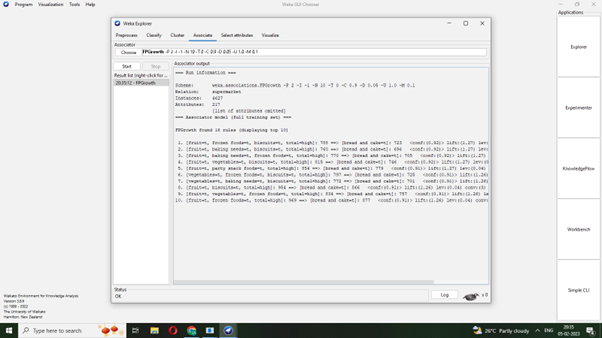 Program Visualization Tools Help
Weka GUI Chooser
Applications
Explorer
Experimenter
KnowledgeFlow
Workbench
Simple CLI
Weka Explorer
Preprocess Classify Cluster Associate Select attributes Visualize
Associator
Choose FPGrowth -P 2 -I -1 -N 10 -T 0 -C 0.9 -D 0.05 -U 1.0 -M 0.1
Start Stop
Result list (right-click for ...
20:35:12 - FPGrowth
Associator output
=== Run information ===
Scheme: weka.associations.FPGrowth -P 2 -I -1 -N 10 -T 0 -C 0.9 -D 0.05 -U 1.0 -M 0.1
Relation: supermarket
Instances: 4627
Attributes: 217
[list of attributes omitted]
=== Associator model (full training set) ===
FPGrowth found 16 rules (displaying top 10)
1. [fruit=t, frozen foods=t, biscuits=t, total=high]: 788 ==> [bread and cake=t]: 723 <conf:(0.92)> lift:(1.27) lev:
2. [fruit=t, baking needs=t, biscuits=t, total=high]: 760 ==> [bread and cake=t]: 696 <conf:(0.92)> lift:(1.27)
3. [fruit=t, baking needs=t, frozen foods=t, total=high]: 770 ==> [bread and cake=t]: 705 <conf:(0.92)> lift:(1.27)
4. [fruit=t, vegetables=t, biscuits=t, total=high]: 815 ==> [bread and cake=t]: 746 <conf:(0.92)> lift:(1.27)
5. [fruit=t, party snack foods=t, total=high]: 854 ==> [bread and cake=t]: 779 <conf:(0.91)> lift:(1.27)
6. [vegetables=t, frozen foods=t, biscuits=t, total=high]: 797 ==> [bread and cake=t]: 725 <conf:(0.91)>
7. [vegetables=t, baking needs=t, biscuits=t, total=high]: 772 ==> [bread and cake=t]: 701 <conf:(0.91)>
8. [fruit=t, biscuits=t, total=high]: 954 ==> [bread and cake=t]: 866 <conf:(0.91)> lift:(1.26) lev:(0.04) conv:(3)
9. [fruit=t, vegetables=t, frozen foods=t, total=high]: 834 ==> [bread and cake=t]: 757 <conf:(0.91)> lift:(1.26)
10. [fruit=t, frozen foods=t, total=high]: 969 ==> [bread and cake=t]: 877 <conf:(0.91)> lift:(1.26) lev:(0.04) conv
Status
OK
Log
x 0
Waikato Environment for Knowledge Analysis
Version 3.8.6
(c) 1999 - 2022
The University of Waikato
Hamilton, New Zealand
Type here to search
26°C Partly cloudy
ENG
20:35
05-02-2023